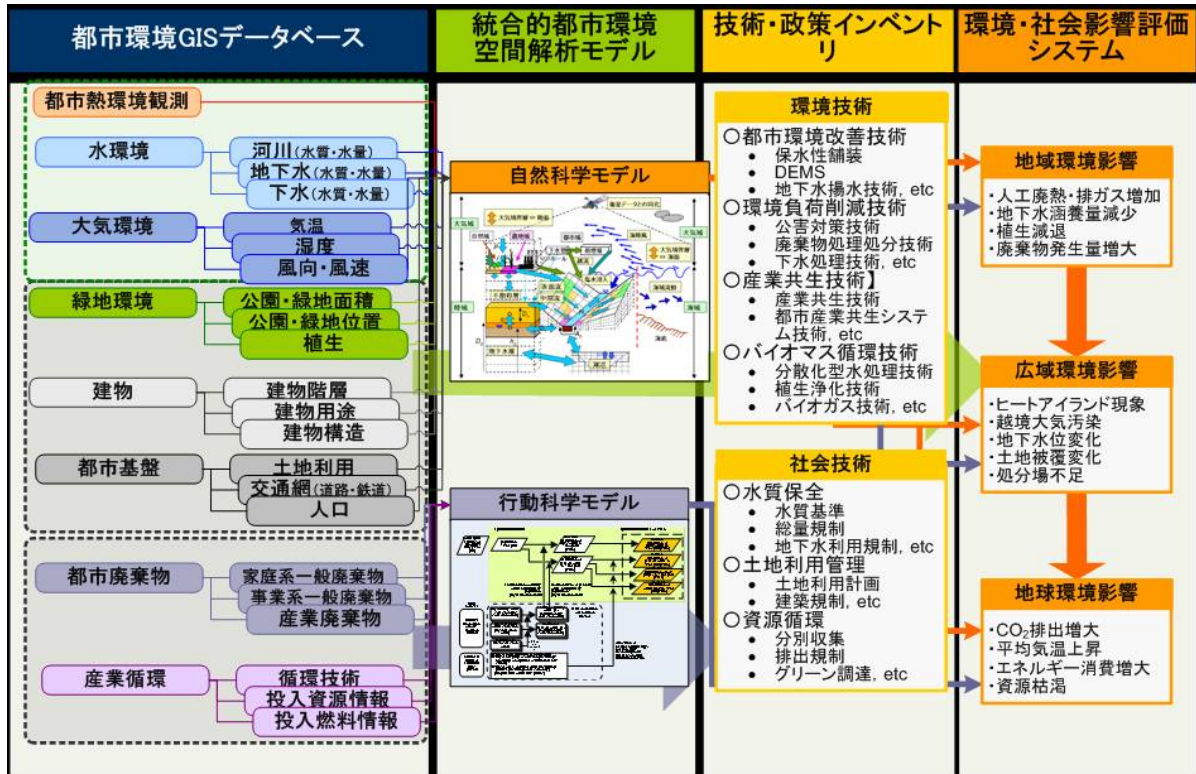 都市環境GISデータベース
統合的都市環境
空間解析モデル
技術・政策インベント
リ
環境・社会影響評価
システム
都市熱環境観測
水環境
河川(水質・水量)
地下水(水質・水量)
下水(水質・水量)
大気環境
気温
湿度
風向・風速
緑地環境
公園・緑地面積
公園・緑地位置
植生
建物
建物階層
建物用途
建物構造
都市基盤
土地利用
交通網(道路・鉄道)
人口
都市廃棄物
家庭系一般廃棄物
事業系一般廃棄物
産業廃棄物
産業循環
循環技術
投入資源情報
投入燃料情報
自然科学モデル
大気域
陸域
海域
地下水層
行動科学モデル
環境技術
○都市環境改善技術
• 保水性舗装
• DEMS
• 地下水揚水技術, etc
○環境負荷削減技術
• 公害対策技術
• 廃棄物処理処分技術
• 下水処理技術, etc
○産業共生技術】
• 産業共生技術
• 都市産業共生システ
ム技術, etc
○バイオマス循環技術
• 分散化型水処理技術
• 植生浄化技術
• バイオガス技術, etc
社会技術
○水質保全
• 水質基準
• 総量規制
• 地下水利用規制, etc
○土地利用管理
• 土地利用計画
• 建築規制, etc
○資源循環
• 分別収集
• 排出規制
• グリーン調達, etc
地域環境影響
・人工廃熱・排ガス増加
・地下水涵養量減少
・植生減退
・廃棄物発生量増大
広域環境影響
・ヒートアイランド現象
・越境大気汚染
・地下水位変化
・土地被覆変化
・処分場不足
地球環境影響
・CO₂排出増大
・平均気温上昇
・エネルギー消費増大
・資源枯渇